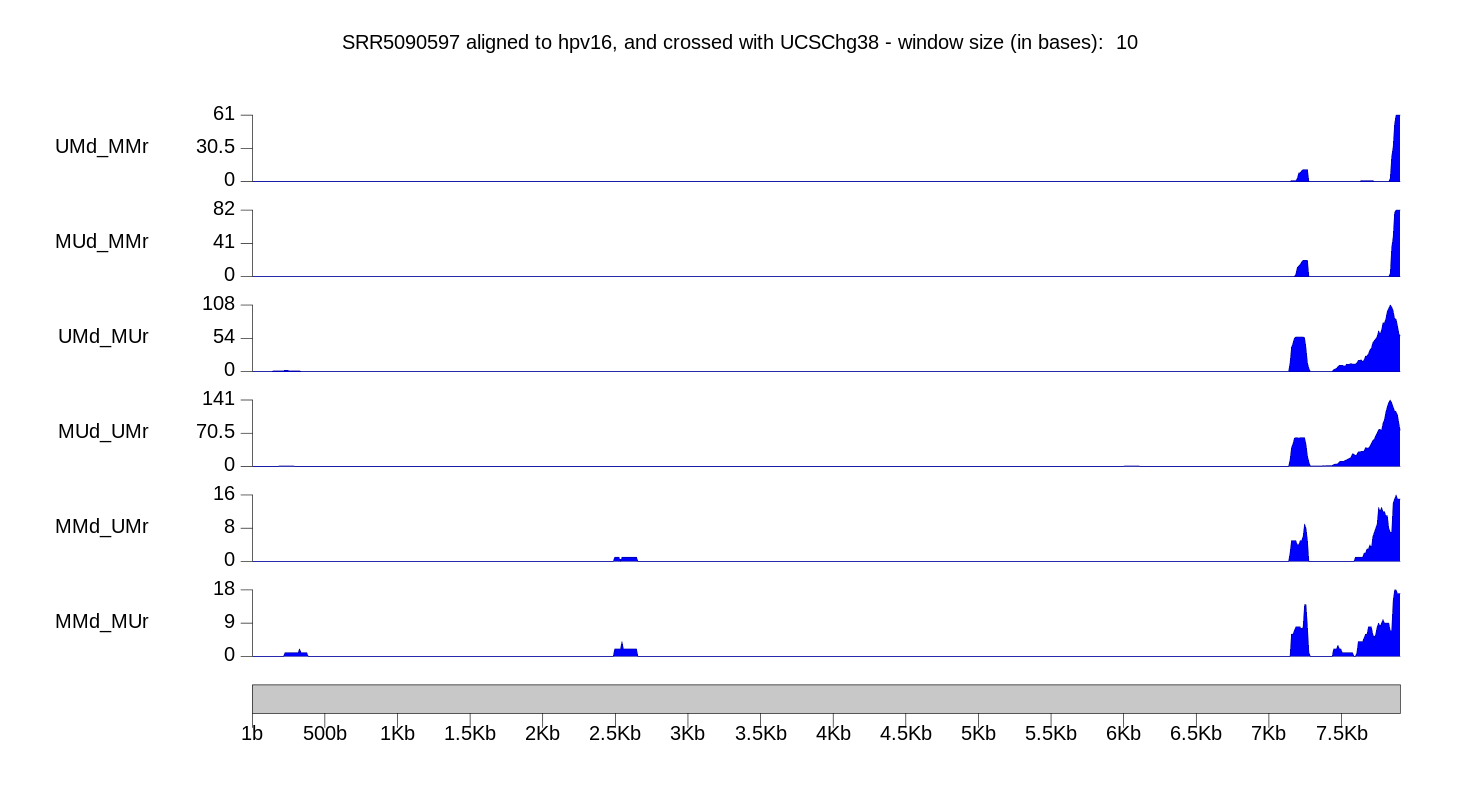 SRR5090597 aligned to hpv16, and crossed with UCSChg38 - window size (in bases):  10
61
UMd_MMr 30.5
0
82
MUd_MMr 41
0
108
UMd_MUr 54
0
141
MUd_UMr 70.5
0
16
MMd_UMr 8
0
18
MMd_MUr 9
0
1b 500b 1Kb 1.5Kb 2Kb 2.5Kb 3Kb 3.5Kb 4Kb 4.5Kb 5Kb 5.5Kb 6Kb 6.5Kb 7Kb 7.5Kb